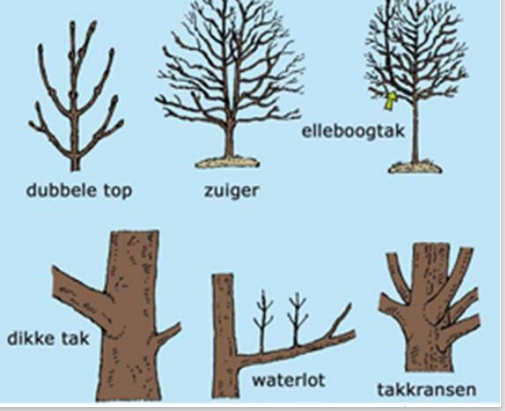 elleboogtak
dubbele top
zuiger
dikke tak
waterlot
takkransen